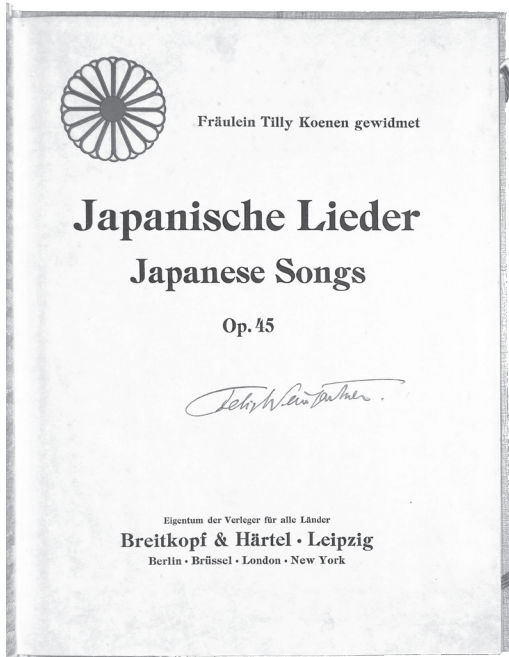 Fräulein Tilly Koenen gewidmet
Japanische Lieder
Japanese Songs
Op. 45
Felix Weingartner.
Eigentum der Verleger für alle Länder
Breitkopf & Härtel • Leipzig
Berlin • Brüssel • London • New York